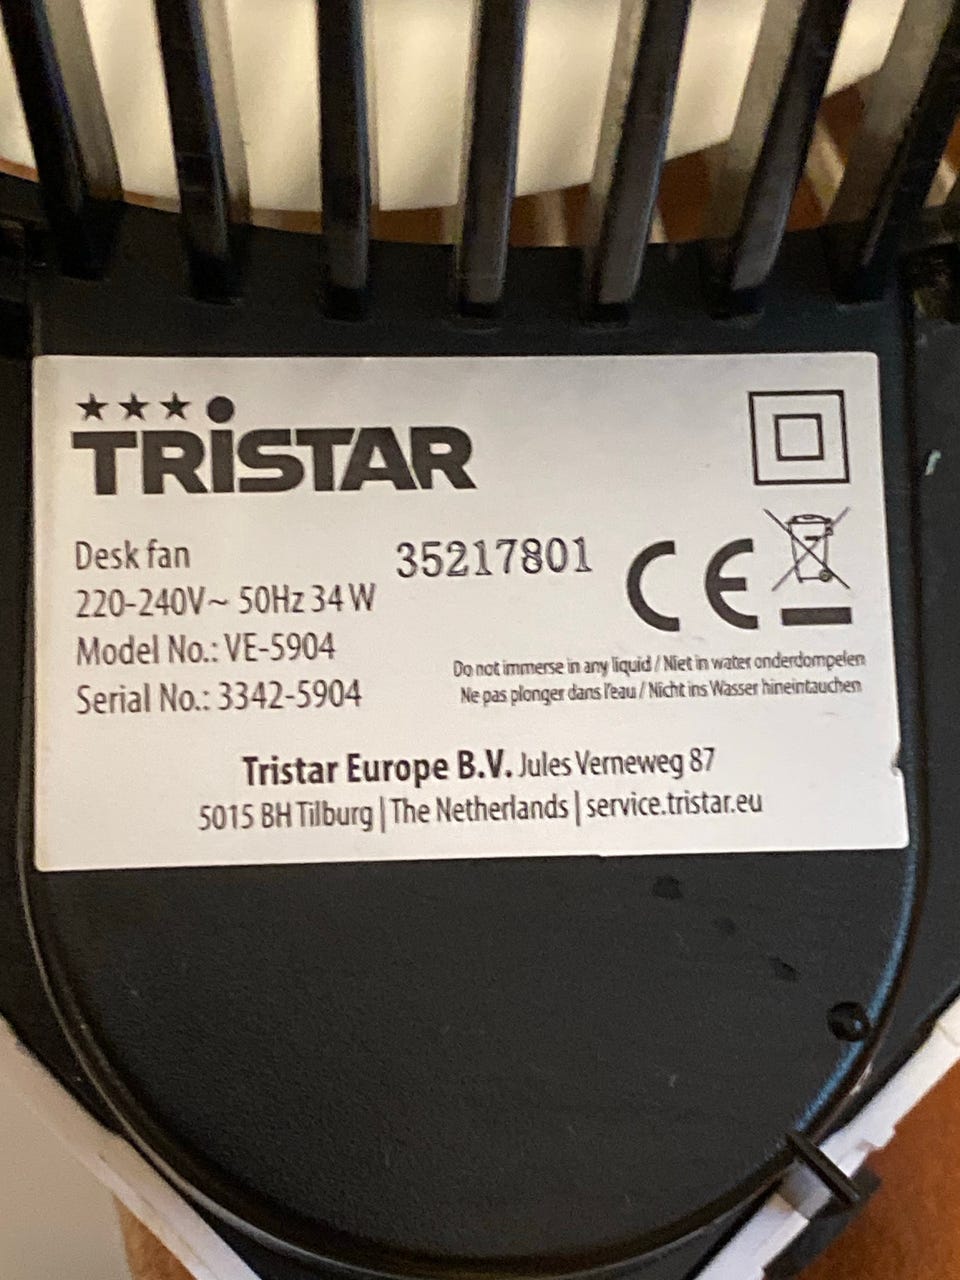 TRiSTAR
Desk fan
35217801
CE
220-240V~ 50Hz 34 W
Model No.: VE-5904
Serial No.: 3342-5904
Do not immerse in any liquid / Niet in water onderdompelen
Ne pas plonger dans l'eau / Nicht ins Wasser hineintauchen
Tristar Europe B.V. Jules Verneweg 87
5015 BH Tilburg | The Netherlands | service.tristar.eu